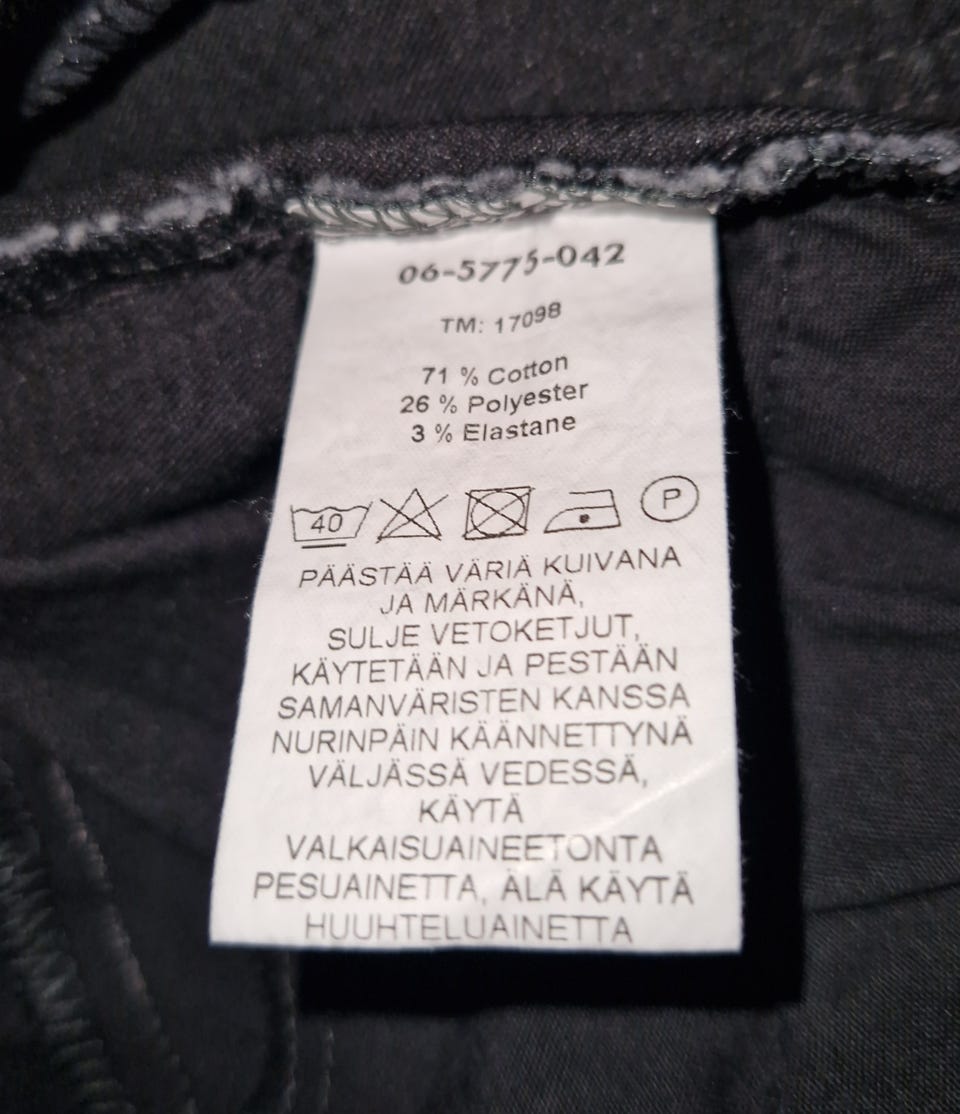 06-5775-042
TM: 17098
71 % Cotton
26 % Polyester
3 % Elastane
40 P
PÄÄSTÄÄ VÄRIÄ KUIVANA
JA MÄRKÄNÄ,
SULJE VETOKETJUT,
KÄYTETÄÄN JA PESTÄÄN
SAMANVÄRISTEN KANSSA
NURINPÄIN KÄÄNNETTYNÄ
VÄLJÄSSÄ VEDESSÄ,
KÄYTÄ
VALKAISUAINEETONTA
PESUAINETTA, ÄLÄ KÄYTÄ
HUUHTELUAINETTA